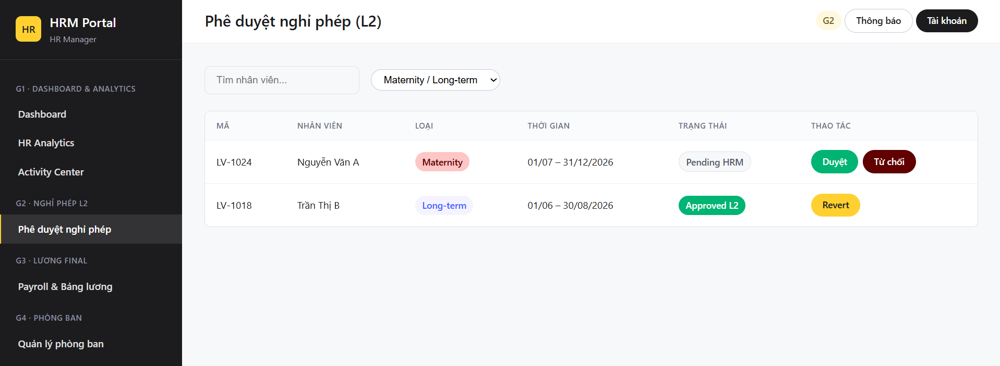 HR
HRM Portal
HR Manager
G1 · DASHBOARD & ANALYTICS
Dashboard
HR Analytics
Activity Center
G2 · NGHỈ PHÉP L2
Phê duyệt nghỉ phép
G3 · LƯƠNG FINAL
Payroll & Bảng lương
G4 · PHÒNG BAN
Quản lý phòng ban
Phê duyệt nghỉ phép (L2)
G2 Thông báo Tài khoản
Tìm nhân viên... Maternity / Long-term
MÃ NHÂN VIÊN LOẠI THỜI GIAN TRẠNG THÁI THAO TÁC
LV-1024 Nguyễn Văn A Maternity 01/07 – 31/12/2026 Pending HRM Duyệt Từ chối
LV-1018 Trần Thị B Long-term 01/06 – 30/08/2026 Approved L2 Revert